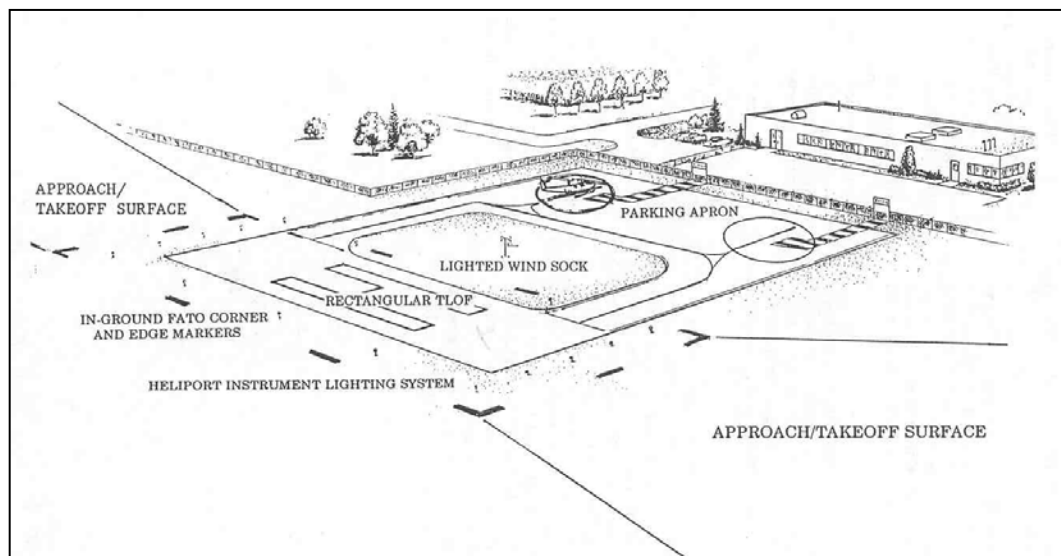 APPROACH/
TAKEOFF SURFACE
PARKING APRON
LIGHTED WIND SOCK
RECTANGULAR TLOF
IN-GROUND FATO CORNER
AND EDGE MARKERS
HELIPORT INSTRUMENT LIGHTING SYSTEM
APPROACH/TAKEOFF SURFACE